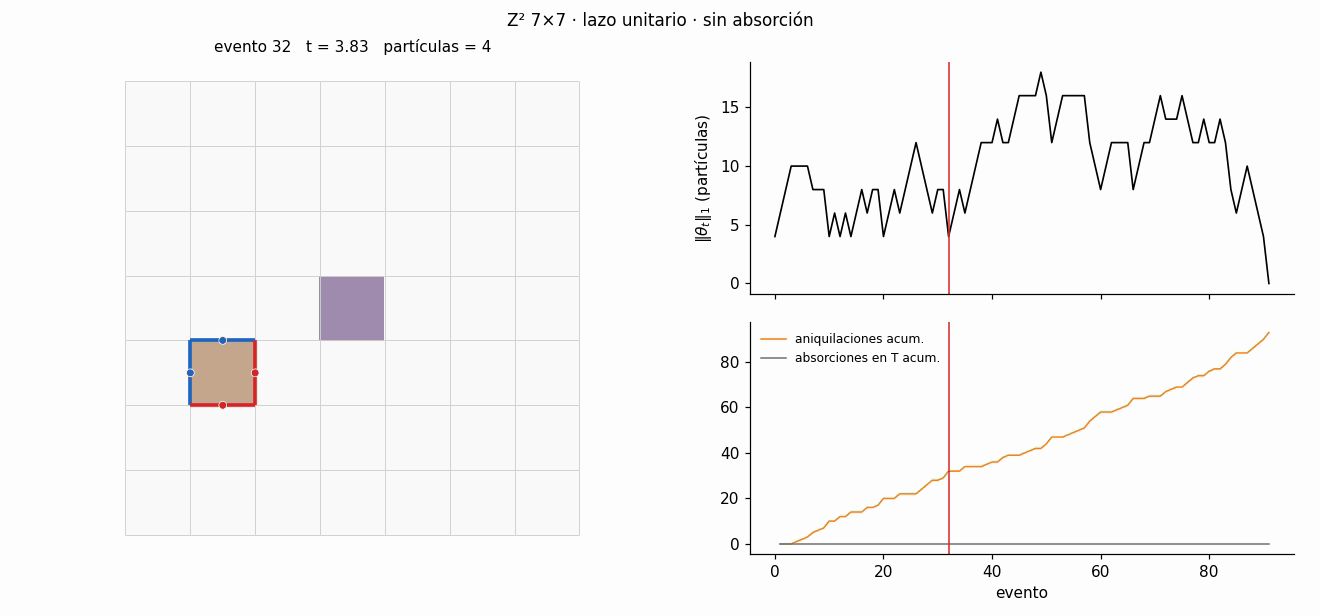 Z² 7×7 · lazo unitario · sin absorción
evento 32   t = 3.83   partículas = 4
‖θₜ‖₁ (partículas)
15
10
5
0
aniquilaciones acum.
absorciones en T acum.
80
60
40
20
0
0 20 40 60 80
evento